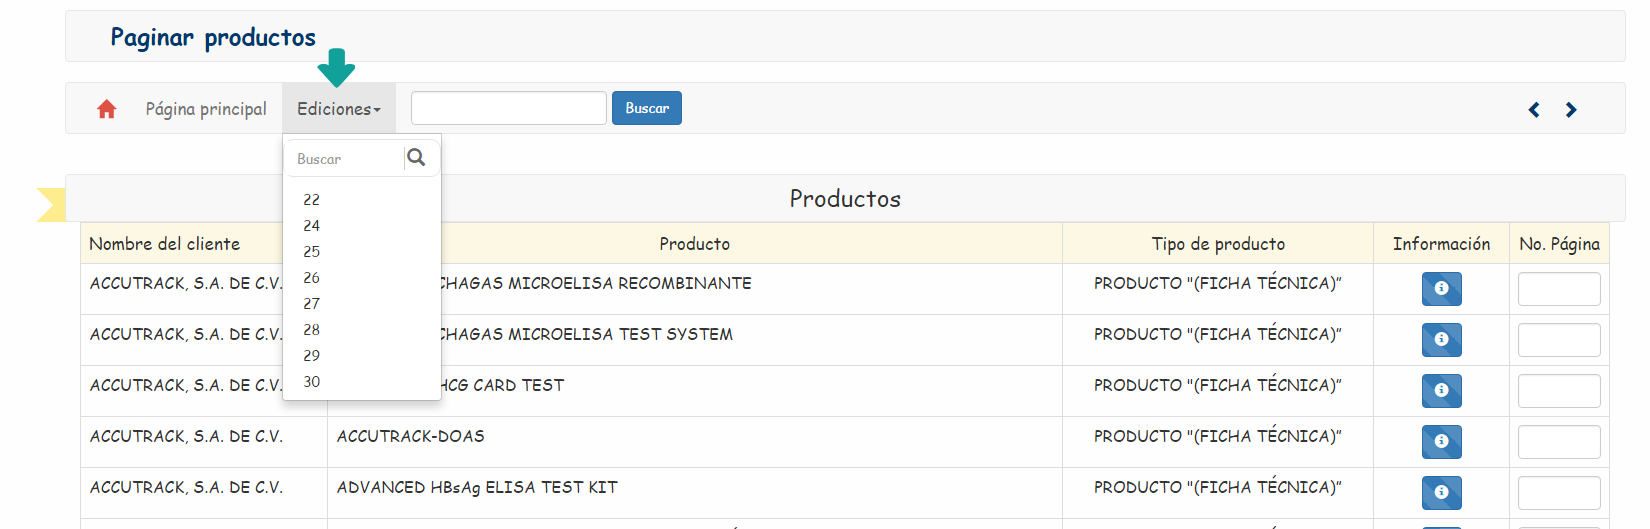 Paginar productos
Página principal Ediciones Buscar
Buscar
22
24
25
26
27
28
29
30
Productos
Nombre del cliente Producto Tipo de producto Información No. Página
ACCUTRACK, S.A. DE C.V. CHAGAS MICROELISA RECOMBINANTE PRODUCTO "(FICHA TÉCNICA)”
ACCUTRACK, S.A. DE C.V. CHAGAS MICROELISA TEST SYSTEM PRODUCTO "(FICHA TÉCNICA)”
ACCUTRACK, S.A. DE C.V. HCG CARD TEST PRODUCTO "(FICHA TÉCNICA)”
ACCUTRACK, S.A. DE C.V. ACCUTRACK-DOAS PRODUCTO "(FICHA TÉCNICA)”
ACCUTRACK, S.A. DE C.V. ADVANCED HBsAg ELISA TEST KIT PRODUCTO "(FICHA TÉCNICA)”